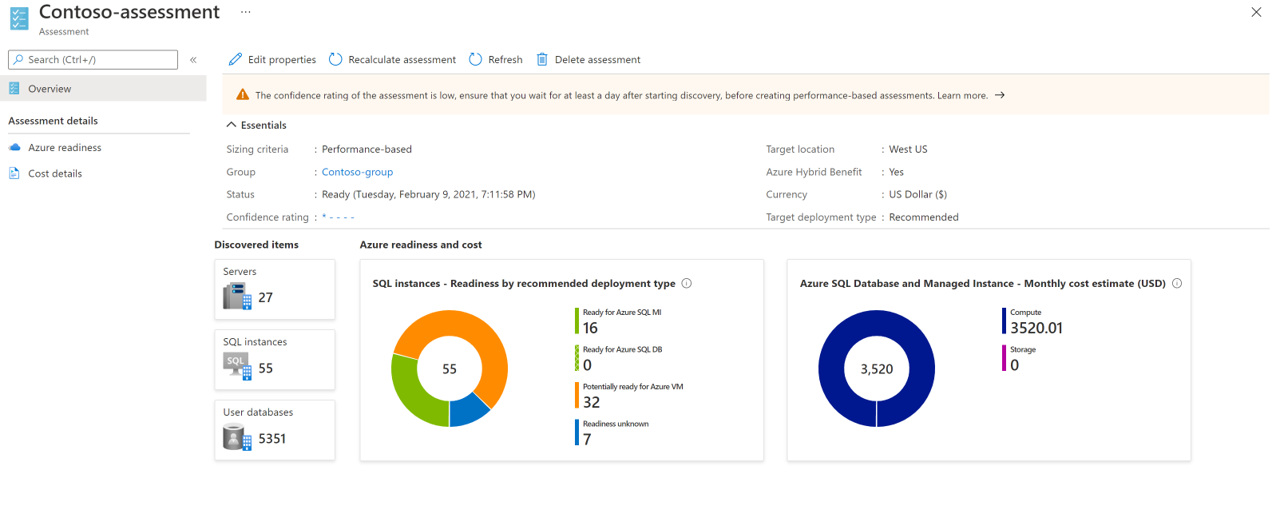 Contoso-assessment ...
Assessment
Search (Ctrl+/) «
Overview
Assessment details
Azure readiness
Cost details
Edit properties Recalculate assessment Refresh Delete assessment
The confidence rating of the assessment is low, ensure that you wait for at least a day after starting discovery, before creating performance-based assessments. Learn more. →
Essentials
Sizing criteria : Performance-based
Group : Contoso-group
Status : Ready (Tuesday, February 9, 2021, 7:11:58 PM)
Confidence rating : * - - - -
Target location : West US
Azure Hybrid Benefit : Yes
Currency : US Dollar ($)
Target deployment type : Recommended
Discovered items
Servers
27
SQL instances
SQL
55
User databases
5351
Azure readiness and cost
SQL instances - Readiness by recommended deployment type
55
Ready for Azure SQL MI
16
Ready for Azure SQL DB
0
Potentially ready for Azure VM
32
Readiness unknown
7
Azure SQL Database and Managed Instance - Monthly cost estimate (USD)
3,520
Compute
3520.01
Storage
0